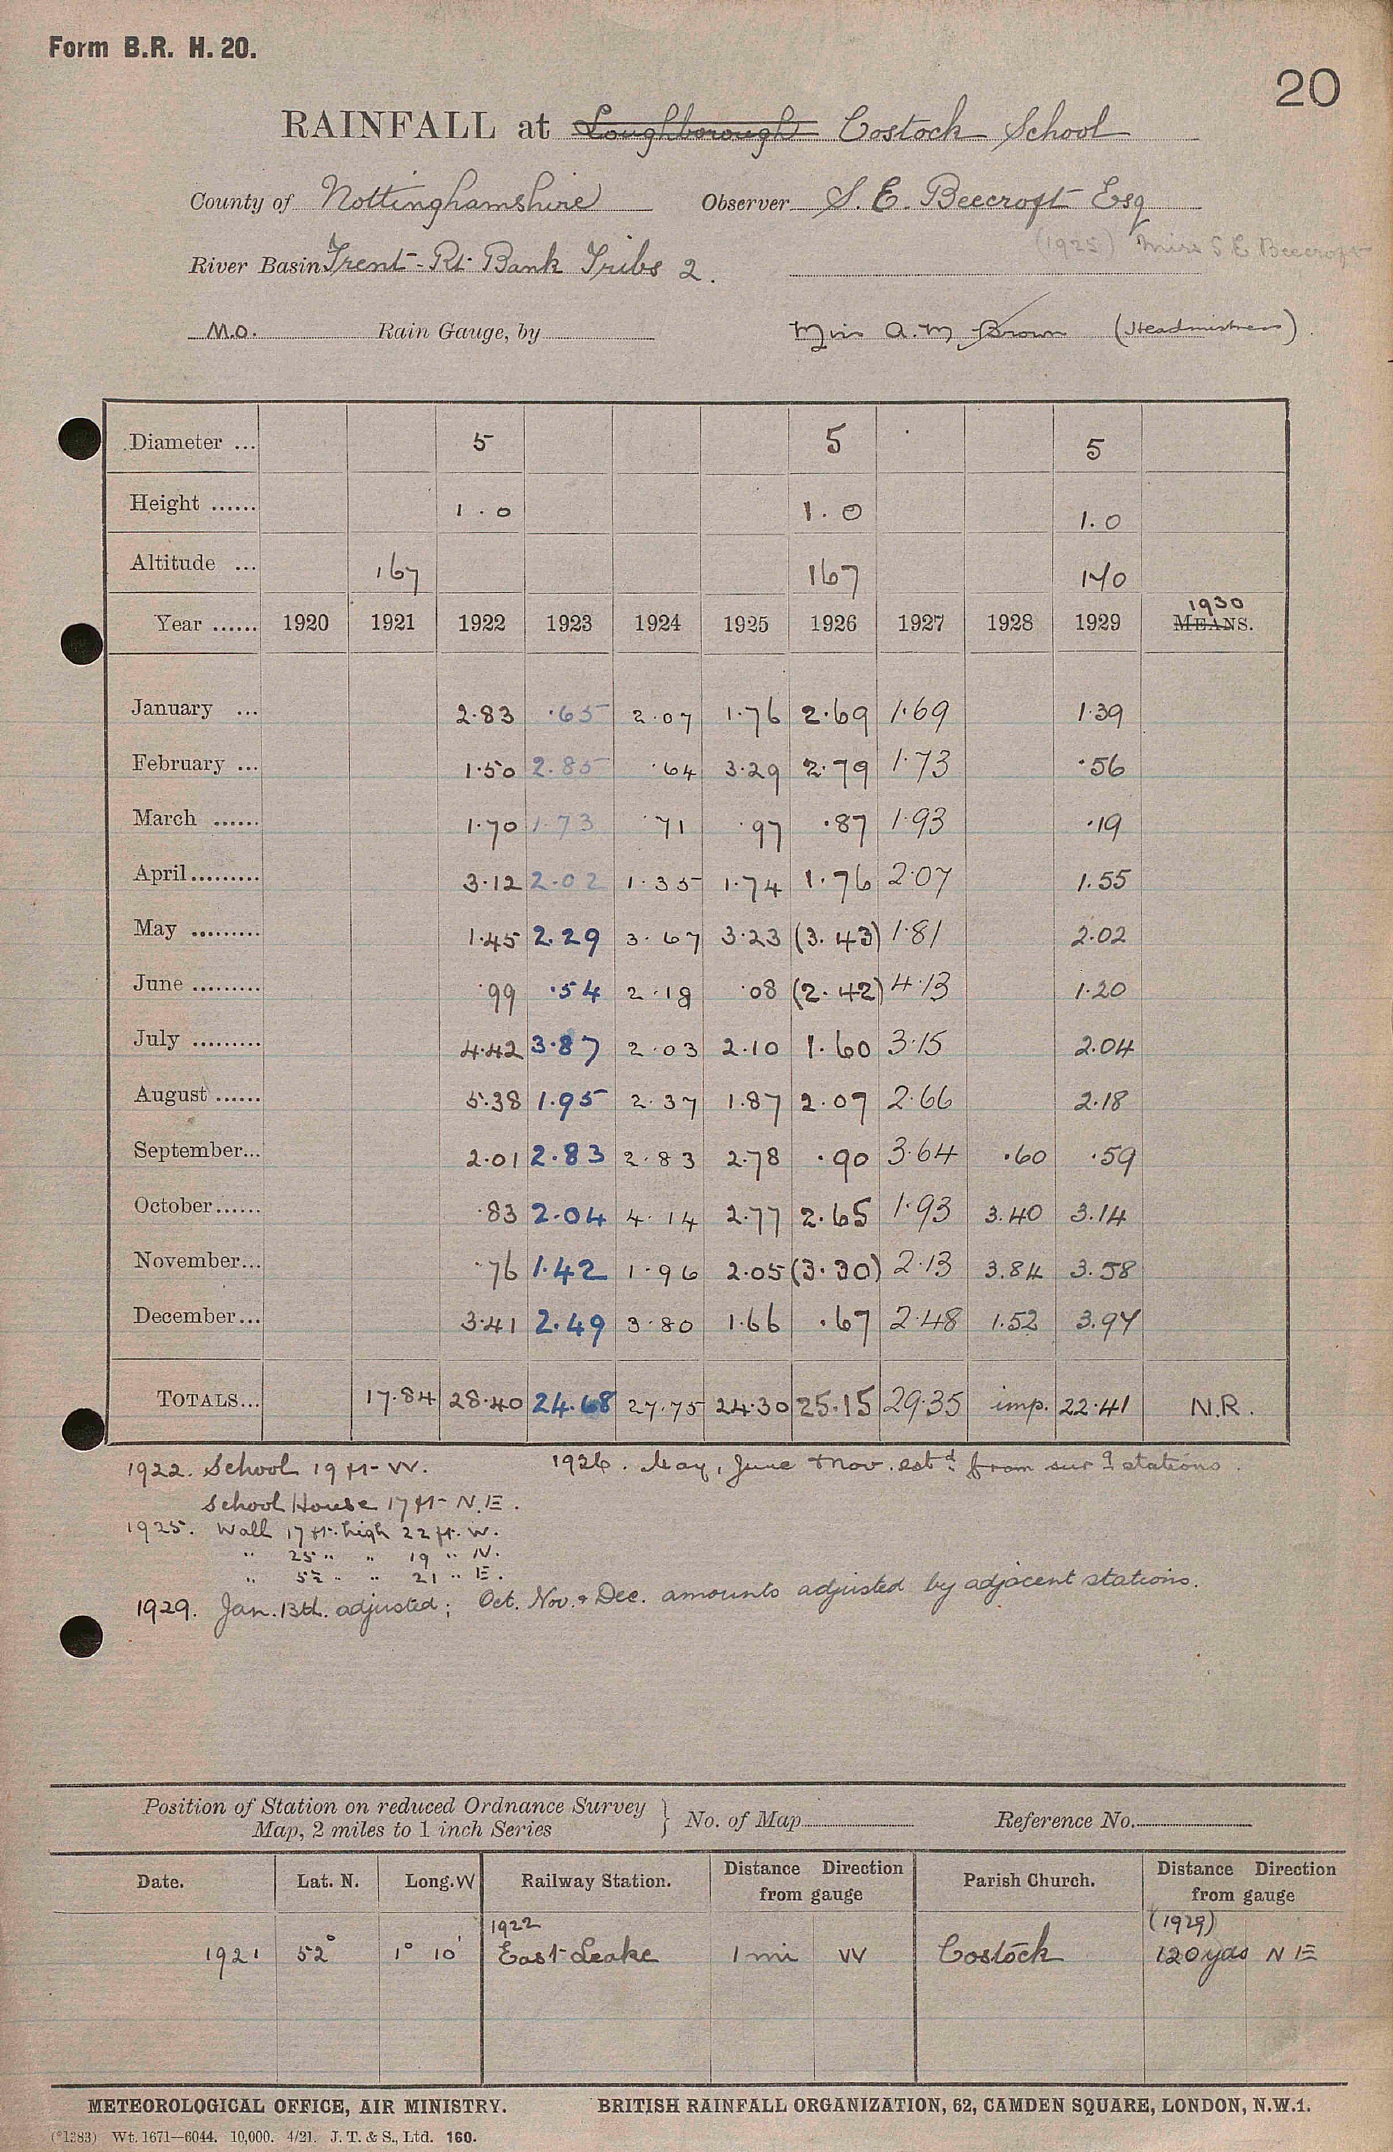 Form B.R. H. 20.
20
RAINFALL at Loughborough Costock School
County of Nottinghamshire Observer S. E. Beecroft Esq
(1925) Miss S E Beecroft
River Basin Trent - Rt. Bank Tribs 2.
M.O. Rain Gauge, by Miss A. M Brown (Headmistress).
Diameter ... 5 5 5
Height ...... 1.0 1.0 1.0
Altitude ... 167 167 170
1930
Year ...... 1920 1921 1922 1923 1924 1925 1926 1927 1928 1929 MEANS.
January ... 2.83 .65 2.07 1.76 2.69 1.69 1.39
February ... 1.50 2.85 .64 3.29 2.79 1.73 .56
March ...... 1.70 1.73 .71 .97 .87 1.93 .19
April......... 3.12 2.02 1.35 1.74 1.76 2.07 1.55
May ......... 1.45 2.29 3.67 3.23 (3.43) 1.81 2.02
June ......... .99 .54 2.18 .08 (2.42) 4.13 1.20
July ......... 4.42 3.87 2.03 2.10 1.60 3.15 2.04
August ...... 5.38 1.95 2.37 1.87 2.07 2.66 2.18
September... 2.01 2.83 2.83 2.78 .90 3.64 .60 .59
October...... .83 2.04 4.14 2.77 2.65 1.93 3.40 3.14
November... .76 1.42 1.96 2.05 (3.30) 2.13 3.84 3.58
December... 3.41 2.49 3.80 1.66 .67 2.48 1.52 3.97
TOTALS... 17.84 28.40 24.68 27.75 24.30 25.15 29.35 imp. 22.41 N.R.
1922. School 19 ft W. 1926. May, June & Nov. estd. from surg stations.
School House 17 ft N.E.
1925. Wall 17 ft. high 22 ft. W.
" 25 " " 19 " N.
" 52 " " 21 " E.
1929. Jan. 13th. adjusted; Oct. Nov. & Dec. amounts adjusted by adjacent stations.
Position of Station on reduced Ordnance Survey
Map, 2 miles to 1 inch Series } No. of Map Reference No.
Date. Lat. N. Long. W Railway Station. Distance Direction from gauge Parish Church. Distance Direction from gauge
1922 (1929)
1921 52° 1° 10' East Leake 1 mi W Costock 120 yds N E
METEOROLOGICAL OFFICE, AIR MINISTRY. BRITISH RAINFALL ORGANIZATION, 62, CAMDEN SQUARE, LONDON, N.W.1.
(*1383) Wt. 1671—6044. 10,000. 4/21. J. T. & S., Ltd. 160.